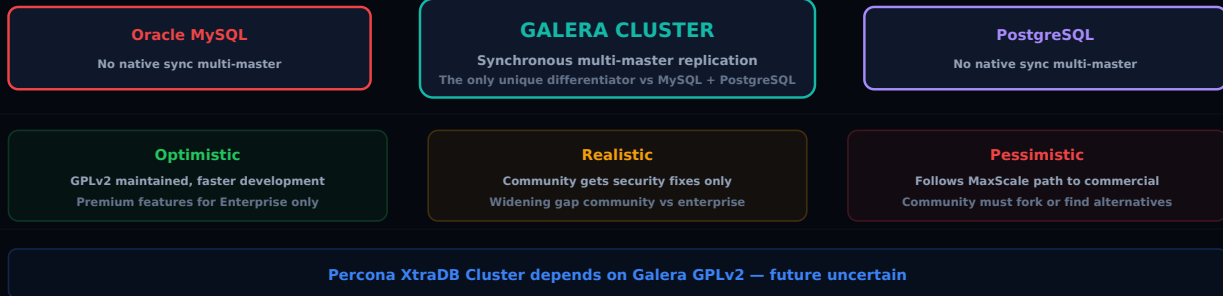 Oracle MySQL
No native sync multi-master
GALERA CLUSTER
Synchronous multi-master replication
The only unique differentiator vs MySQL + PostgreSQL
PostgreSQL
No native sync multi-master
Optimistic
GPLv2 maintained, faster development
Premium features for Enterprise only
Realistic
Community gets security fixes only
Widening gap community vs enterprise
Pessimistic
Follows MaxScale path to commercial
Community must fork or find alternatives
Percona XtraDB Cluster depends on Galera GPLv2 — future uncertain